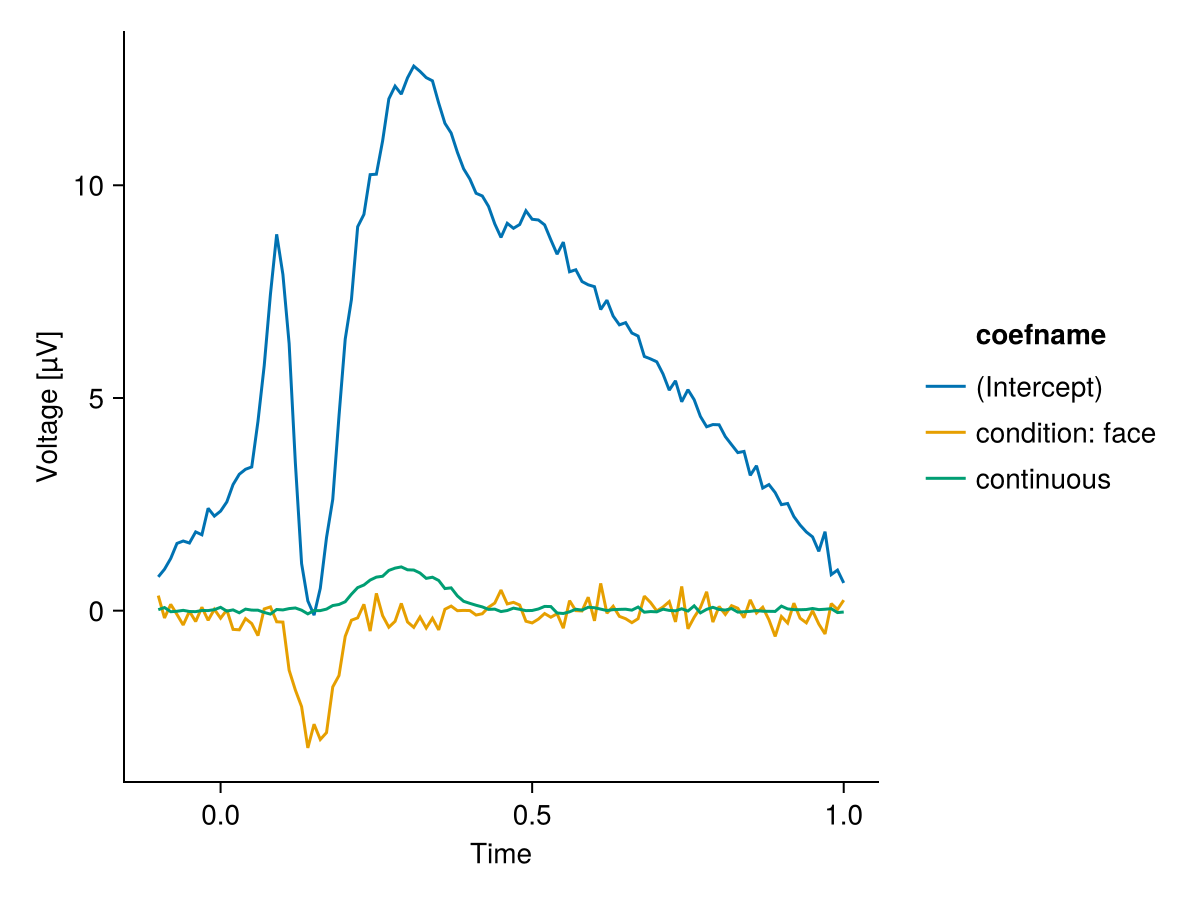 Voltage [µV]
10
5
0
0.0
0.5
1.0
Time
coefname
(Intercept)
condition: face
continuous